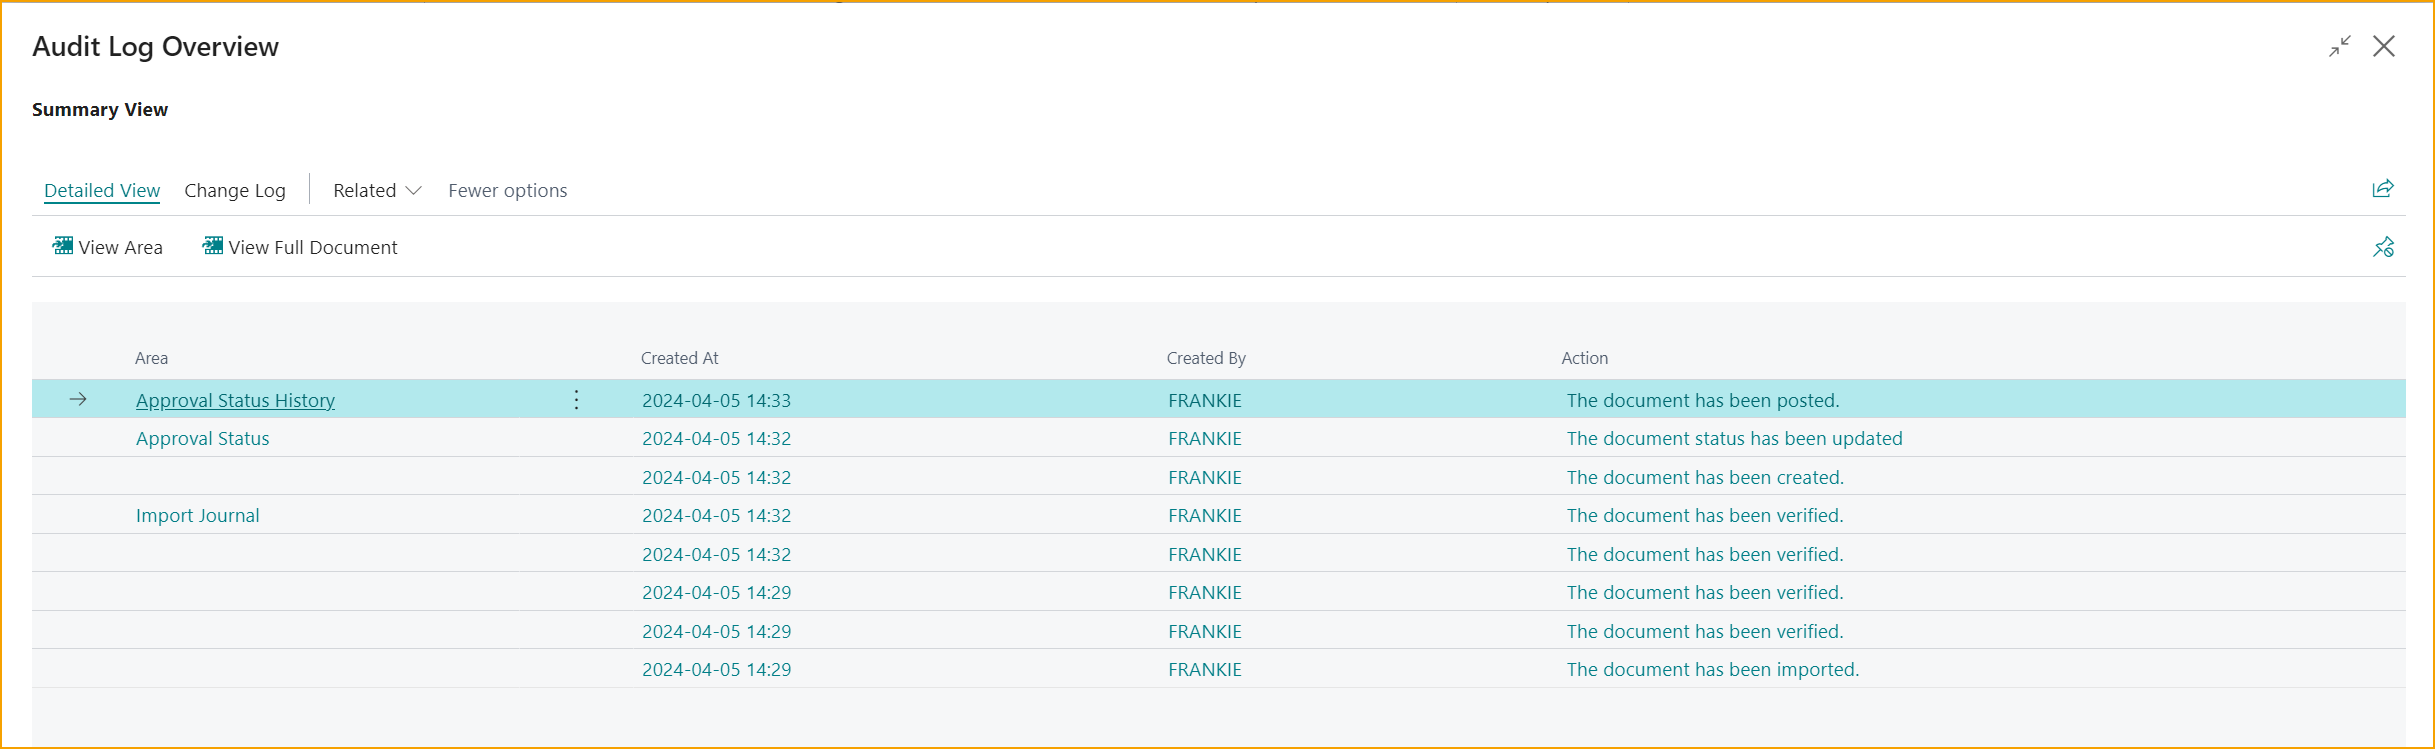 Audit Log Overview
Summary View
Detailed View Change Log Related Fewer options
View Area View Full Document
Area Created At Created By Action
Approval Status History 2024-04-05 14:33 FRANKIE The document has been posted.
Approval Status 2024-04-05 14:32 FRANKIE The document status has been updated
2024-04-05 14:32 FRANKIE The document has been created.
Import Journal 2024-04-05 14:32 FRANKIE The document has been verified.
2024-04-05 14:32 FRANKIE The document has been verified.
2024-04-05 14:29 FRANKIE The document has been verified.
2024-04-05 14:29 FRANKIE The document has been verified.
2024-04-05 14:29 FRANKIE The document has been imported.